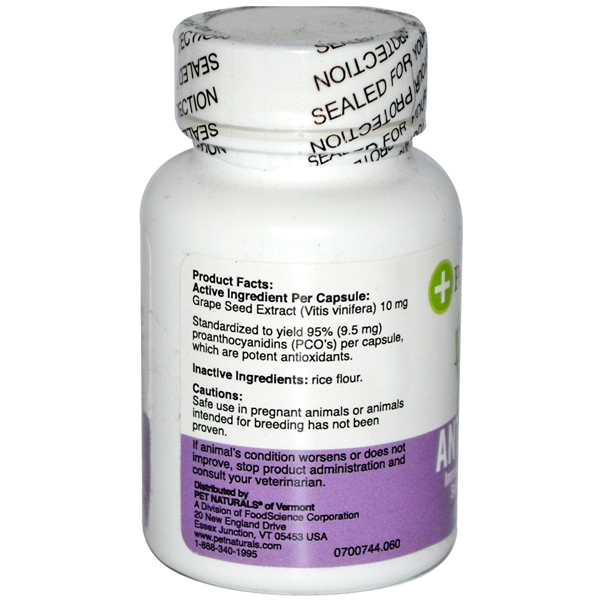 SEALED FOR YOUR PROTECTION
SEALED FOR
PROTECTION
SEALED
Product Facts:
Active Ingredient Per Capsule:
Grape Seed Extract (Vitis vinifera) 10 mg
Standardized to yield 95% (9.5 mg)
proanthocyanidins (PCO's) per capsule,
which are potent antioxidants.
Inactive Ingredients: rice flour.
Cautions:
Safe use in pregnant animals or animals
intended for breeding has not been
proven.
If animal's condition worsens or does not
improve, stop product administration and
consult your veterinarian.
Distributed by
PET NATURALS® of Vermont
A Division of FoodScience Corporation
20 New England Drive
Essex Junction, VT 05453 USA
www.petnaturals.com
1-888-340-1995
0700744.060
AN